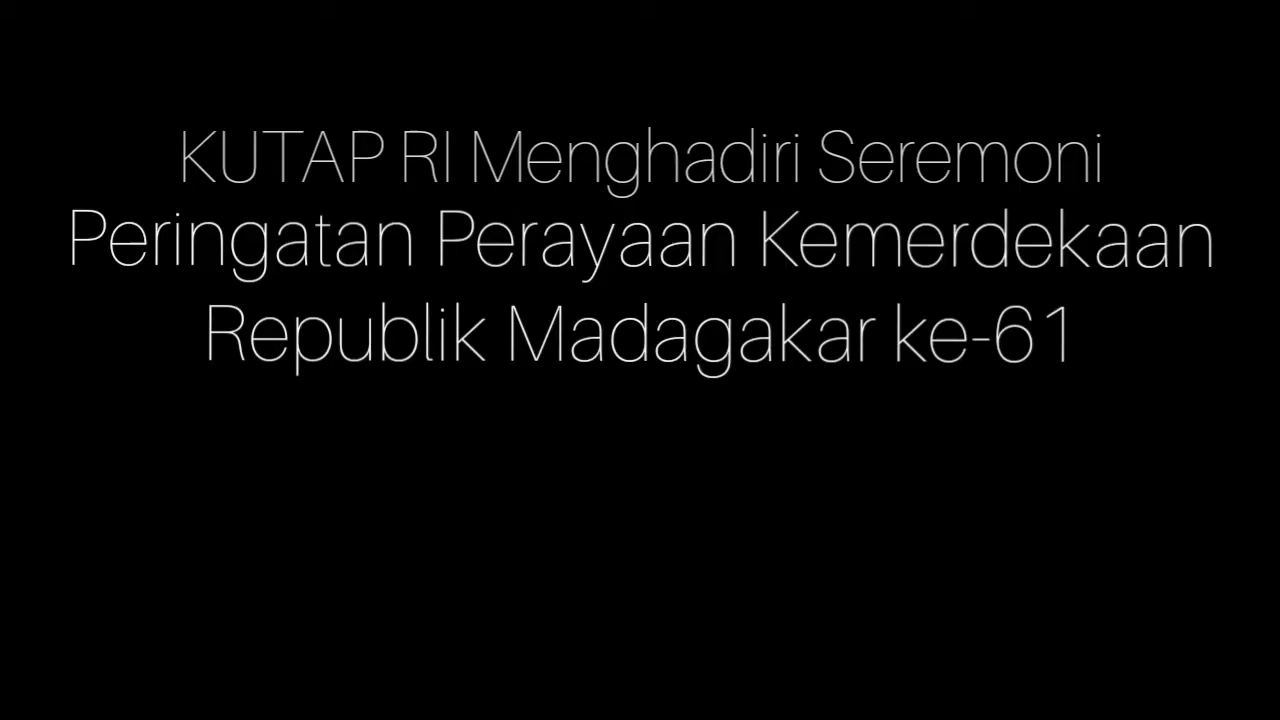 KUTAP RI Menghadiri Seremoni
Peringatan Perayaan Kemerdekaan
Republik Madagakar ke-61